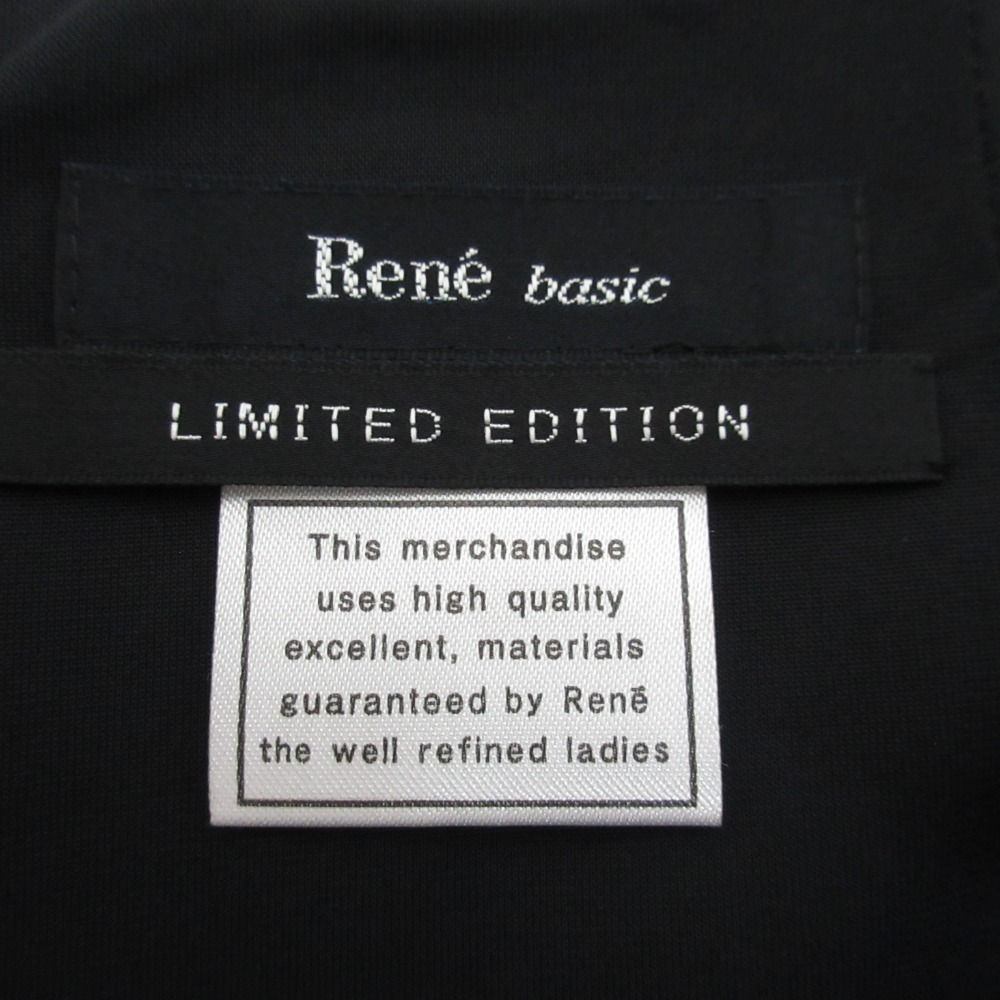 René basic
LIMITED EDITION
This merchandise
uses high quality
excellent, materials
guaranteed by René
the well refined ladies